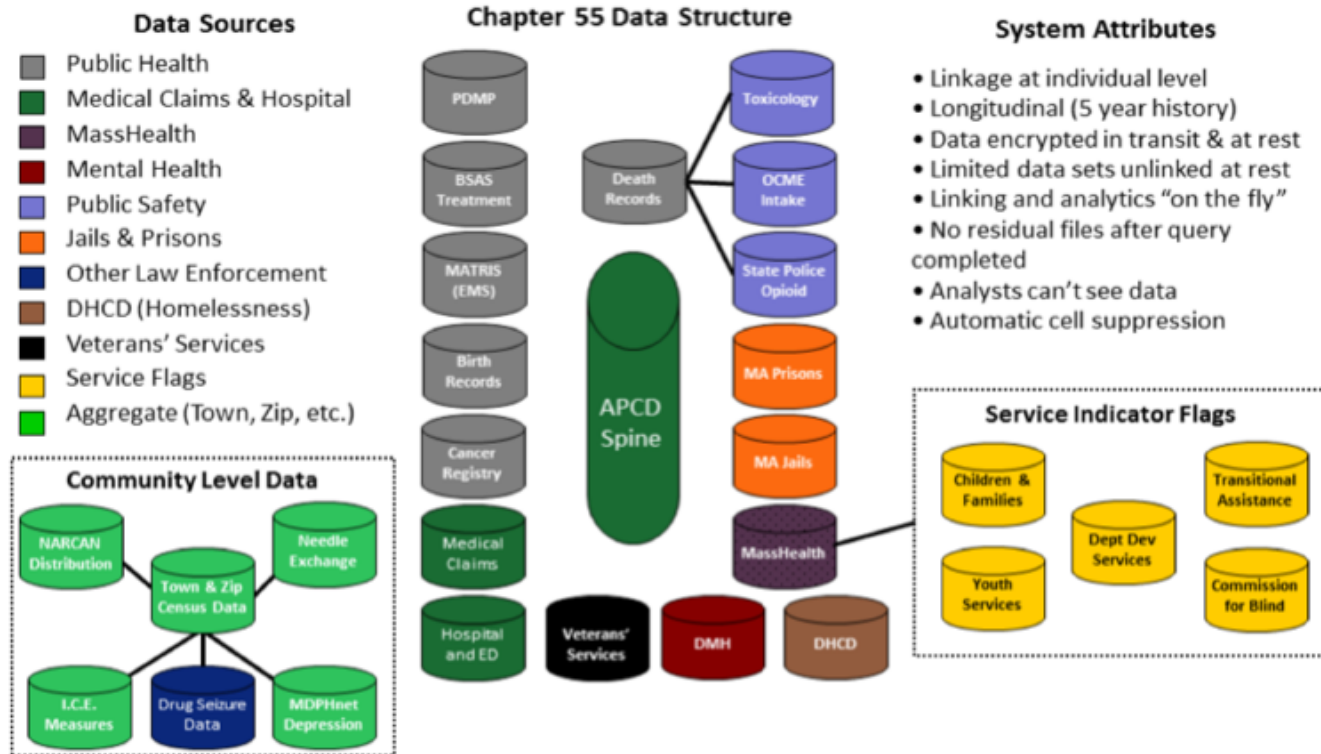 Data Sources
Public Health
Medical Claims & Hospital
MassHealth
Mental Health
Public Safety
Jails & Prisons
Other Law Enforcement
DHCD (Homelessness)
Veterans' Services
Service Flags
Aggregate (Town, Zip, etc.)
Community Level Data
NARCAN
Distribution
Needle
Exchange
Town & Zip
Census Data
I.C.E.
Measures
Drug Seizure
Data
MDPHnet
Depression
Chapter 55 Data Structure
PDMP
BSAS
Treatment
MATRIS
(EMS)
Birth
Records
Cancer
Registry
Medical
Claims
Hospital
and ED
Death
Records
APCD
Spine
Toxicology
OCME
Intake
State Police
Opioid
MA Prisons
MA Jails
MassHealth
Veterans'
Services
DMH
DHCD
System Attributes
• Linkage at individual level
• Longitudinal (5 year history)
• Data encrypted in transit & at rest
• Limited data sets unlinked at rest
• Linking and analytics “on the fly”
• No residual files after query
completed
• Analysts can't see data
• Automatic cell suppression
Service Indicator Flags
Children &
Families
Transitional
Assistance
Dept Dev
Services
Youth
Services
Commission
for Blind